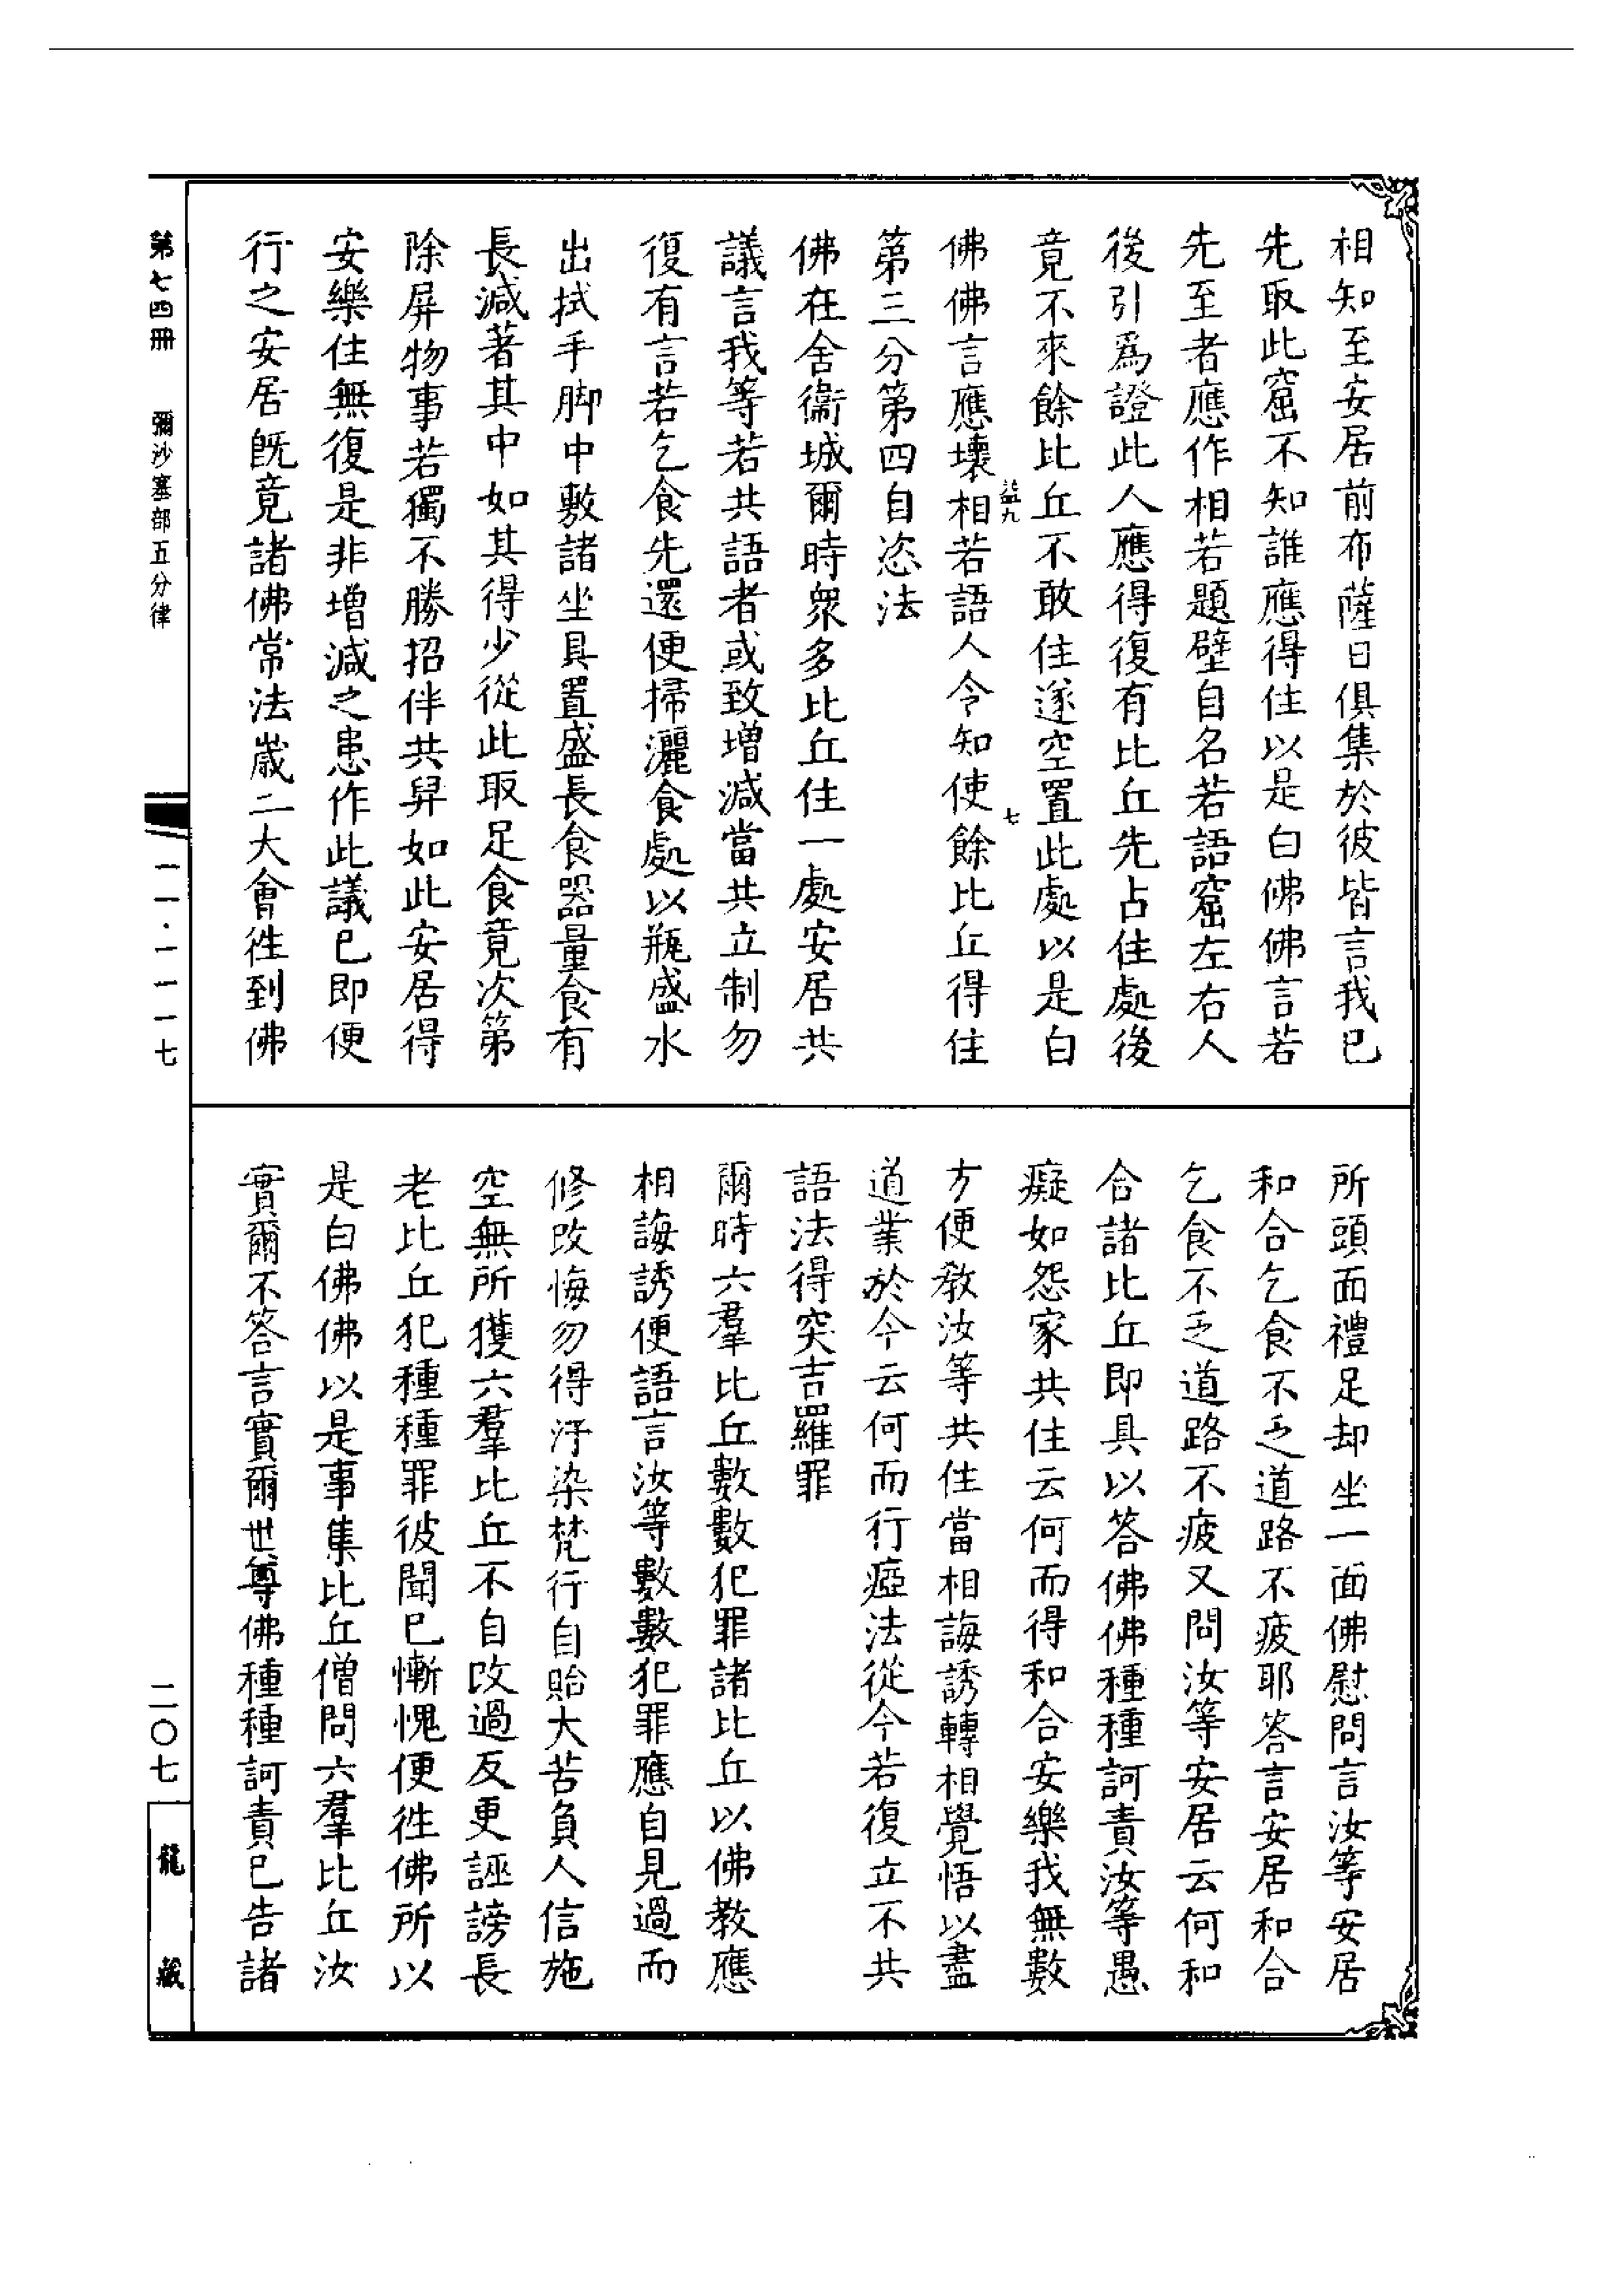 相知至安居前布薩日俱集於彼皆言我已
先取此窟不知誰應得住以是白佛佛言若
先至者應作相若題壁自名若語窟左右人
後引爲證此人應得復有比丘先占住處後
竟不來餘比丘不敢住遂空置此處以是白
益九　七
佛佛言應壞相若語人令知使餘比丘得住
第三分第四自恣法
佛在舍衞城爾時衆多比丘住一處安居共
議言我等若共語者或致增減當共立制勿
復有言若乞食先還便掃灑食處以瓶盛水
出拭手脚巾敷諸坐具置盛長食器量食有
長減著其中如其得少從此取足食竟次第
除屏物事若獨不勝招伴共舁如此安居得
安樂住無復是非增減之患作此議已即便
行之安居既竟諸佛常法歲二大會往到佛
所頭面禮足却坐一面佛慰問言汝等安居
和合乞食不乏道路不疲耶答言安居和合
乞食不乏道路不疲又問汝等安居云何和
合諸比丘即具以答佛佛種種訶責汝等愚
癡如怨家共住云何而得和合安樂我無數
方便教汝等共住當相誨誘轉相覺悟以盡
道業於今云何而行瘂法從今若復立不共
語法得突吉羅罪
爾時六羣比丘數數犯罪諸比丘以佛教應
相誨誘便語言汝等數數犯罪應自見過而
修改悔勿得汙染梵行自貽大苦負人信施
空無所獲六羣比丘不自改過反更誣謗長
老比丘犯種種罪彼聞已慚愧便往佛所以
是白佛佛以是事集比丘僧問六羣比丘汝
實爾不答言實爾世尊佛種種訶責已告諸
第七四冊　彌沙塞部五分律
一一·一一一七
二〇七
龍藏